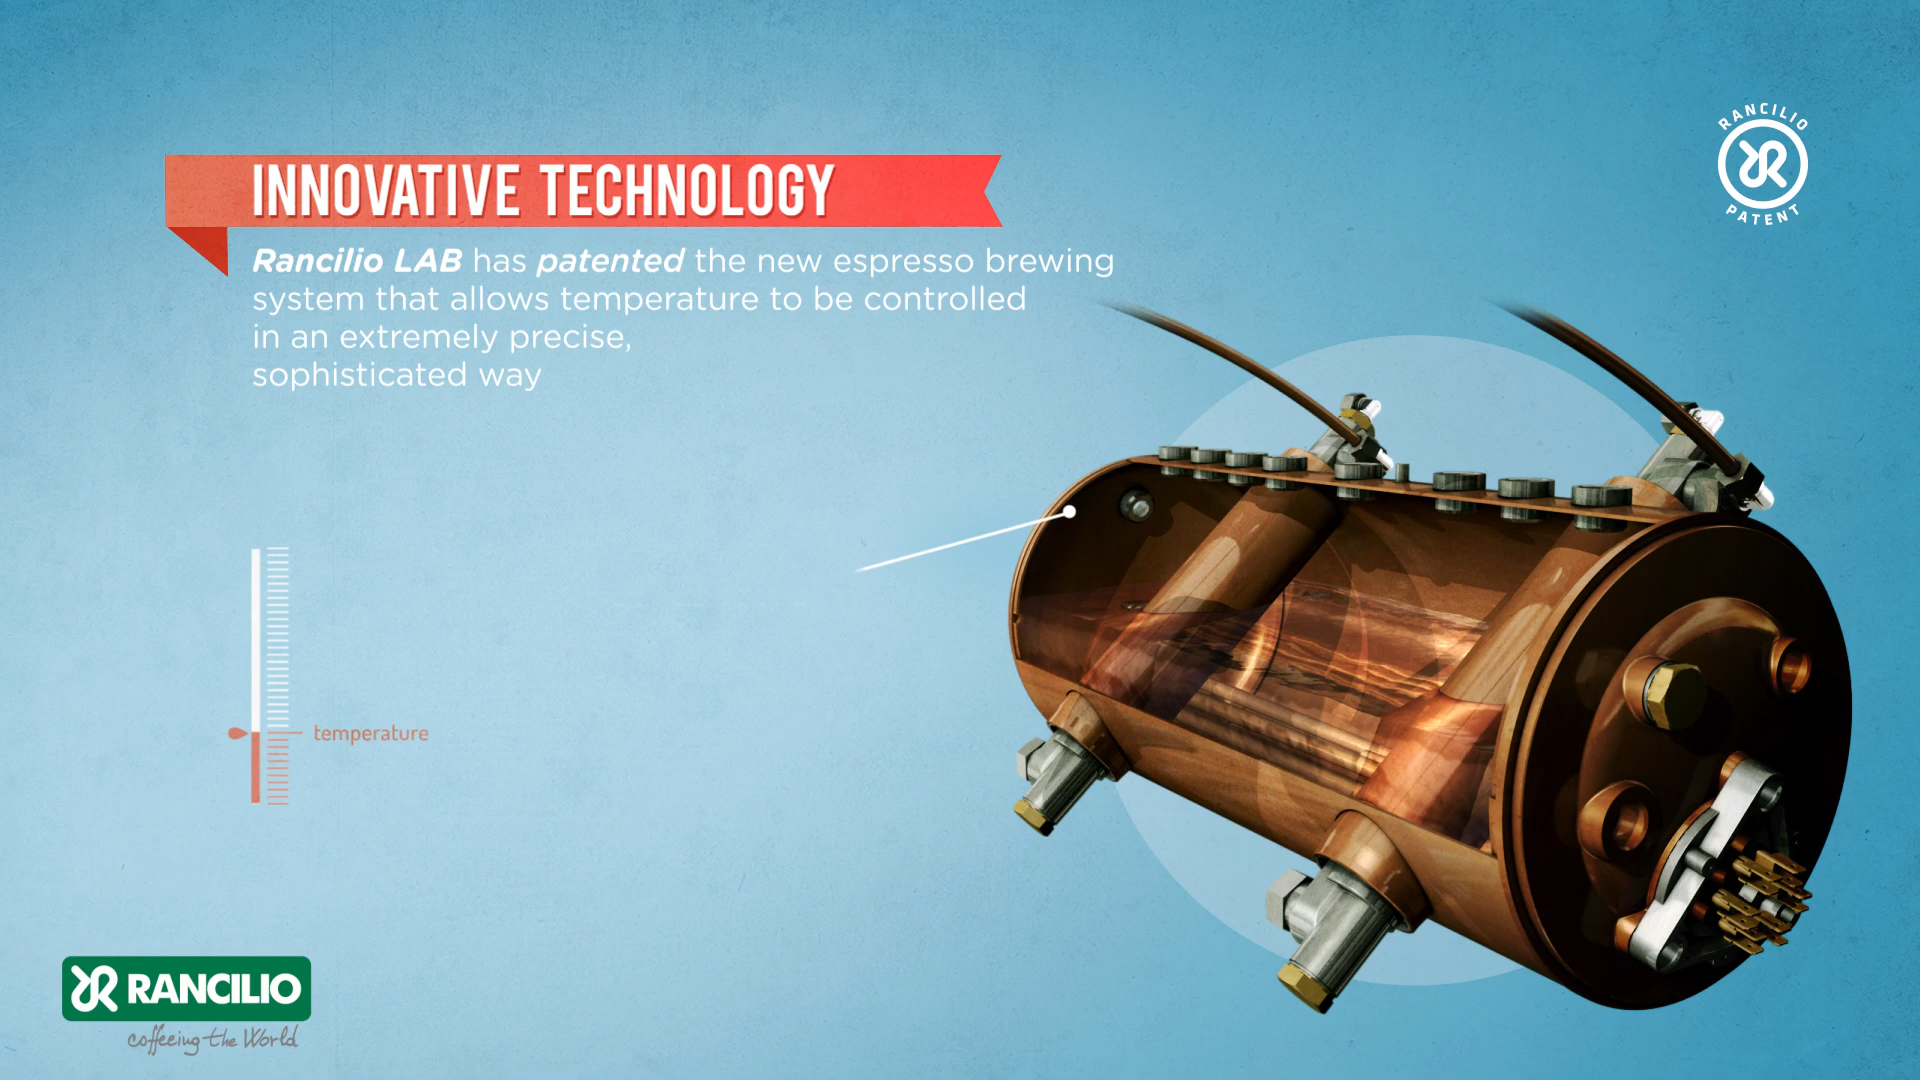 RANCILIO
PATENT
INNOVATIVE TECHNOLOGY
Rancilio LAB has patented the new espresso brewing
system that allows temperature to be controlled
in an extremely precise,
sophisticated way
temperature
RANCILIO
coffeeing the World